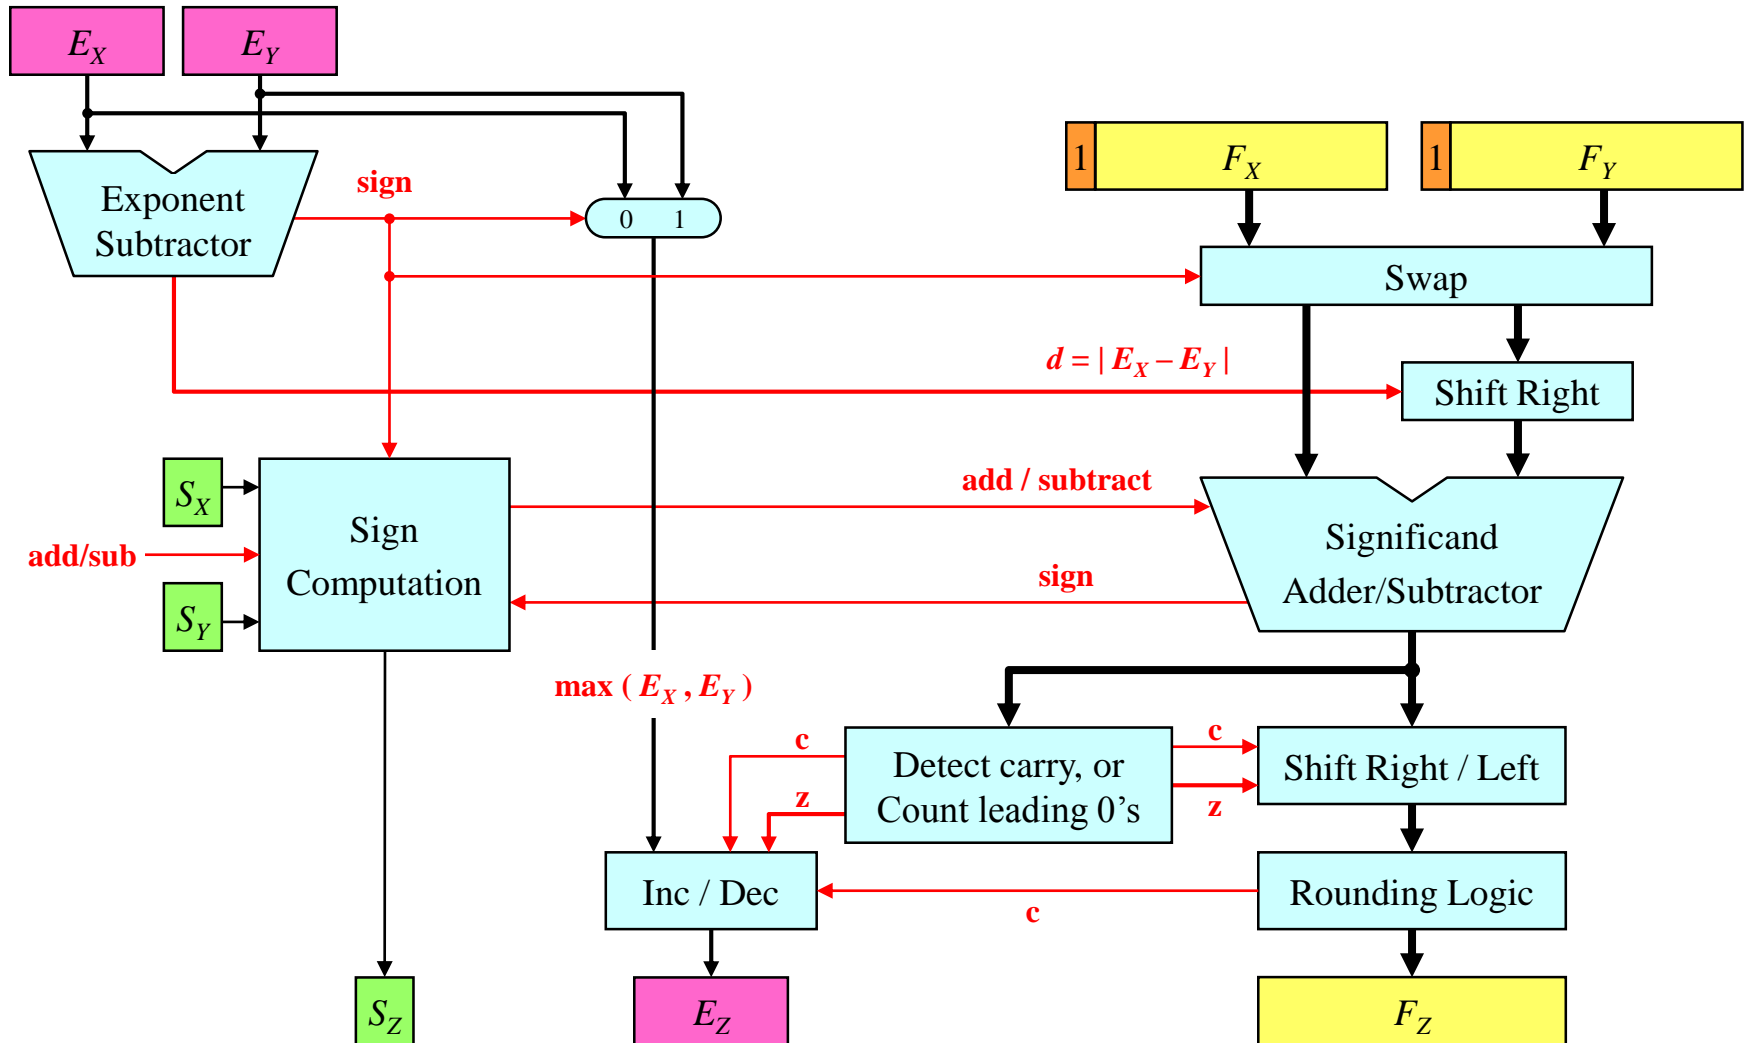 E_X E_Y
1 F_X 1 F_Y
sign
Exponent
Subtractor
0 1
Swap
d = | E_X – E_Y |
Shift Right
S_X
add / subtract
Sign
Computation
add/sub
Significand
Adder/Subtractor
sign
S_Y
max ( E_X , E_Y )
c
c
Detect carry, or
Count leading 0’s
Shift Right / Left
z
z
Inc / Dec
Rounding Logic
c
S_Z
E_Z
F_Z